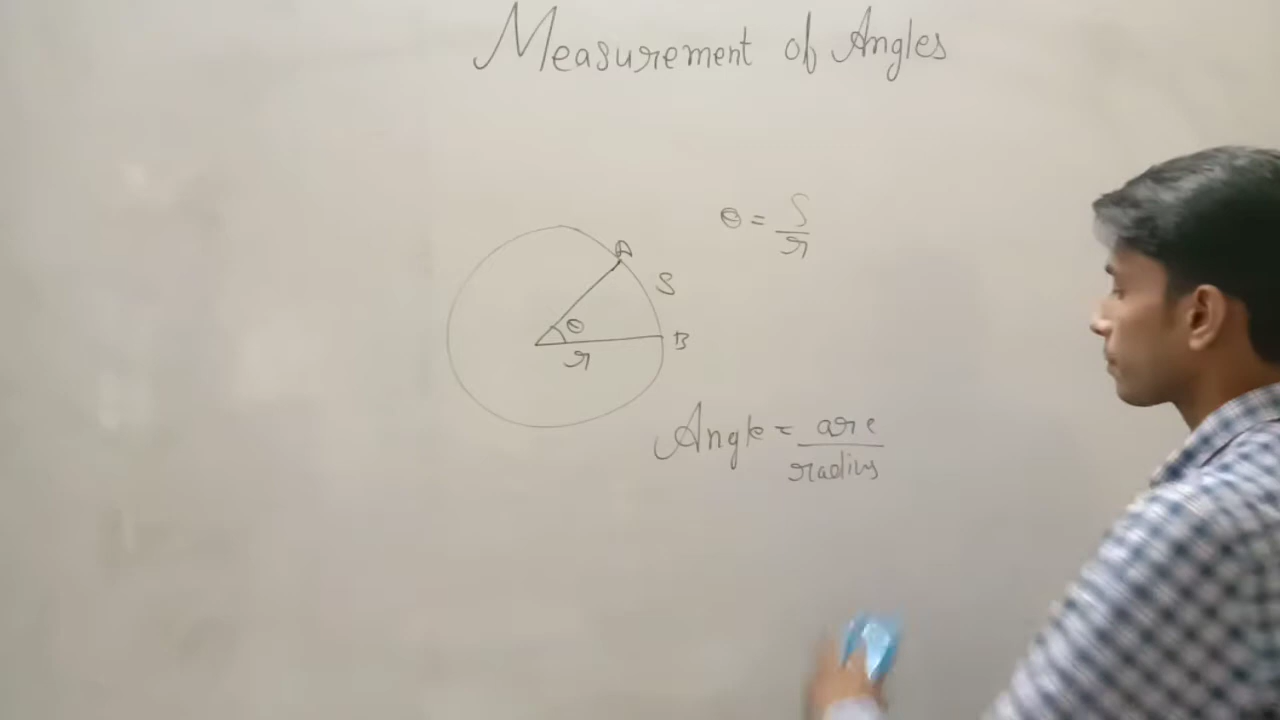 Measurement of Angles
θ = S/r
A
S
θ
B
r
Angle = arc/radius